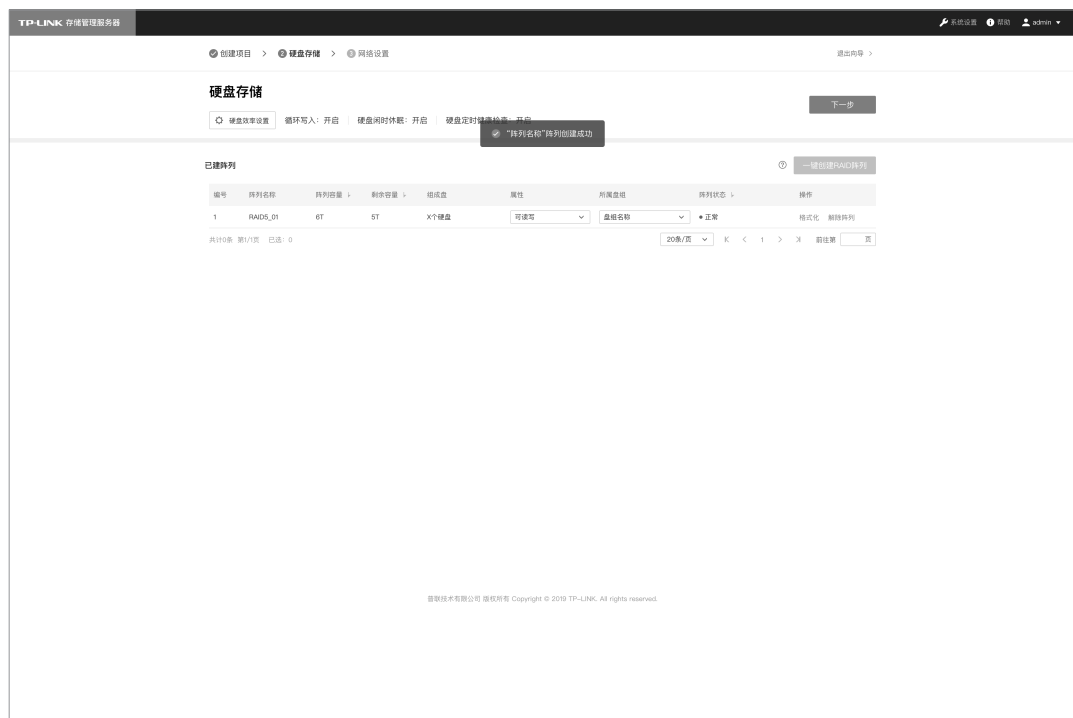 TP-LINK 存储管理服务器 系统设置 帮助 admin
创建项目 > 2 硬盘存储 > 3 网络设置 退出向导 >
硬盘存储
下一步
硬盘效率设置 循环写入：开启 硬盘闲时休眠：开启 硬盘定时健康检查：开启
“阵列名称”阵列创建成功
已建阵列 一键创建RAID阵列
编号 阵列名称 阵列容量 剩余容量 组成盘 属性 所属盘组 阵列状态 操作
1 RAID5_01 6T 5T X个硬盘 可读写 盘组名称 正常 格式化 解除阵列
共计0条 第1/1页 已选：0 20条/页 1 前往第 页
普联技术有限公司 版权所有 Copyright © 2019 TP-LINK. All rights reserved.